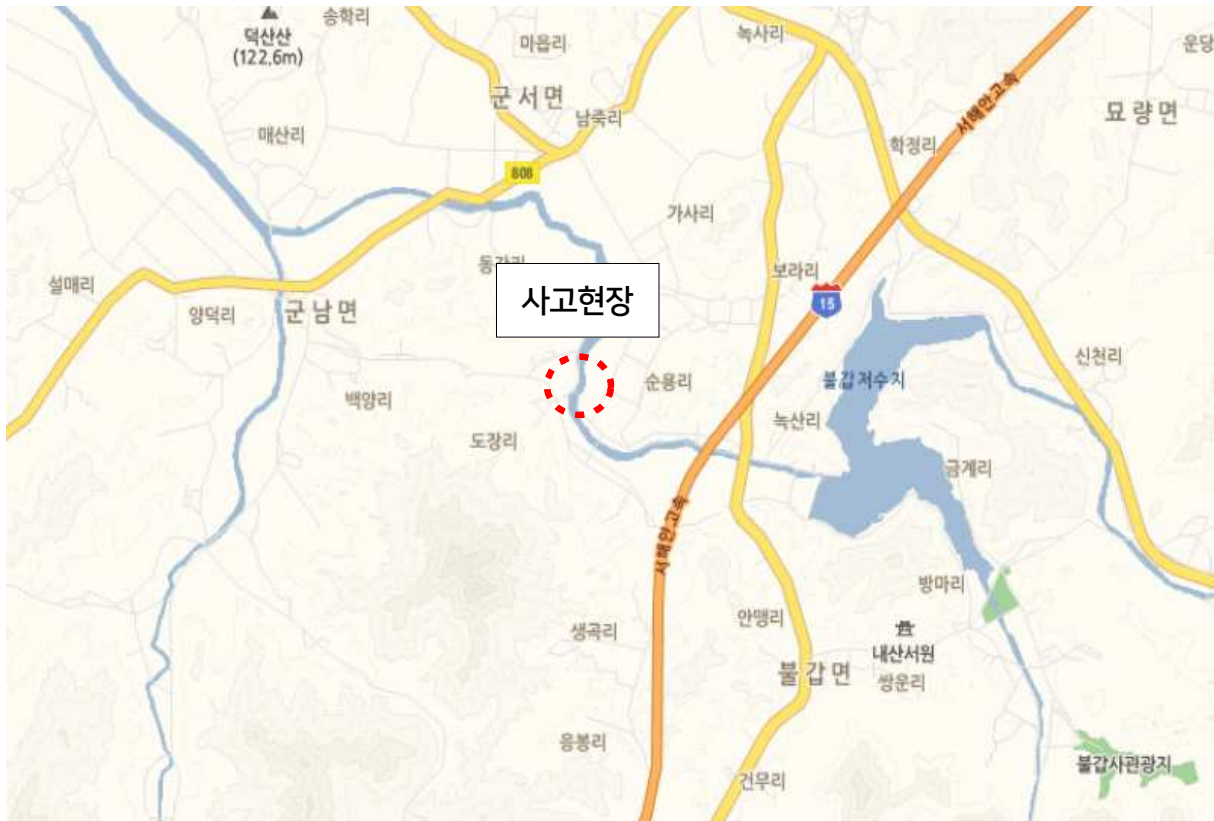 송학리
덕산산
(122.6m)
마읍리
녹사리
운당
군서면
남죽리
묘량면
서해안고속
매산리
학정리
808
가사리
설매리
보라리
사고현장
15
양덕리
군남면
신천리
백양리
순용리
불갑저수지
도장리
녹산리
금계리
서해안고속
방마리
생곡리
안맹리
내산서원
불갑면
쌍운리
응봉리
건무리
불갑사관광지